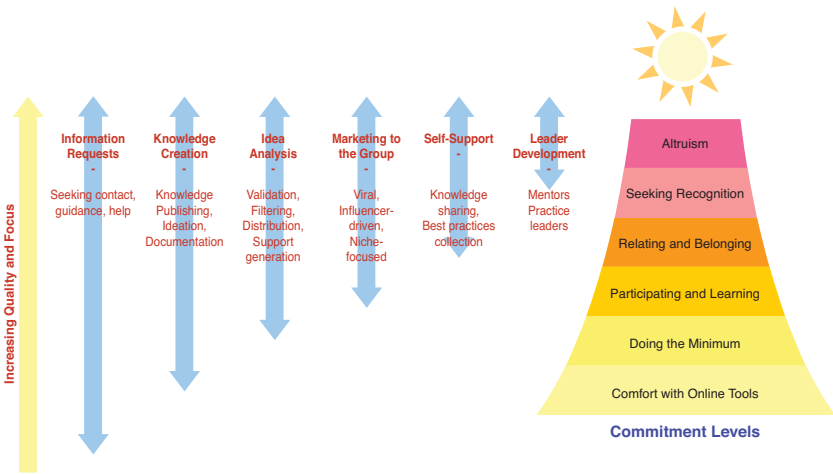 Increasing Quality and Focus
Information
Requests
-
Seeking contact,
guidance, help
Knowledge
Creation
-
Knowledge
Publishing,
Ideation,
Documentation
Idea
Analysis
-
Validation,
Filtering,
Distribution,
Support
generation
Marketing to
the Group
-
Viral,
Influencer-
driven,
Niche-
focused
Self-Support
-
Knowledge
sharing,
Best practices
collection
Leader
Development
-
Mentors
Practice
leaders
Altruism
Seeking Recognition
Relating and Belonging
Participating and Learning
Doing the Minimum
Comfort with Online Tools
Commitment Levels